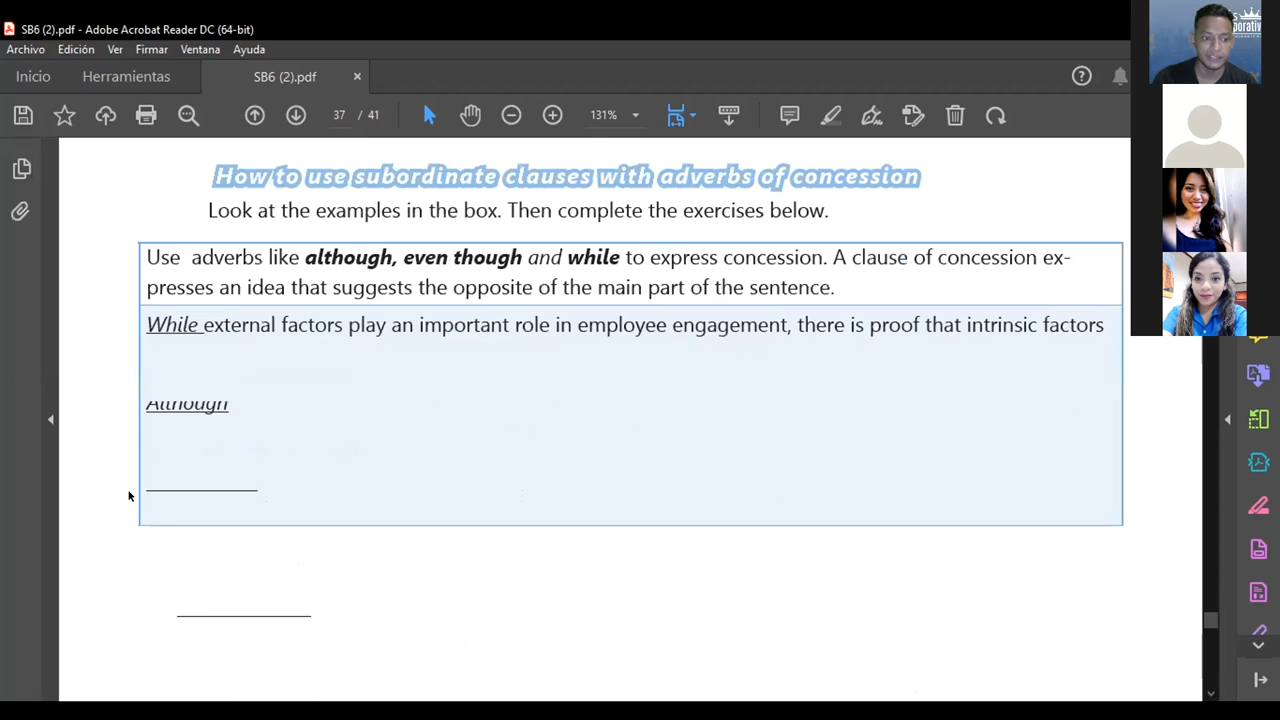 SB6 (2).pdf - Adobe Acrobat Reader DC (64-bit)
Archivo Edición Ver Firmar Ventana Ayuda
Inicio Herramientas SB6 (2).pdf ×
37 / 41 131%
How to use subordinate clauses with adverbs of concession
Look at the examples in the box. Then complete the exercises below.
Use adverbs like although, even though and while to express concession. A clause of concession ex-
presses an idea that suggests the opposite of the main part of the sentence.
While external factors play an important role in employee engagement, there is proof that intrinsic factors
Although